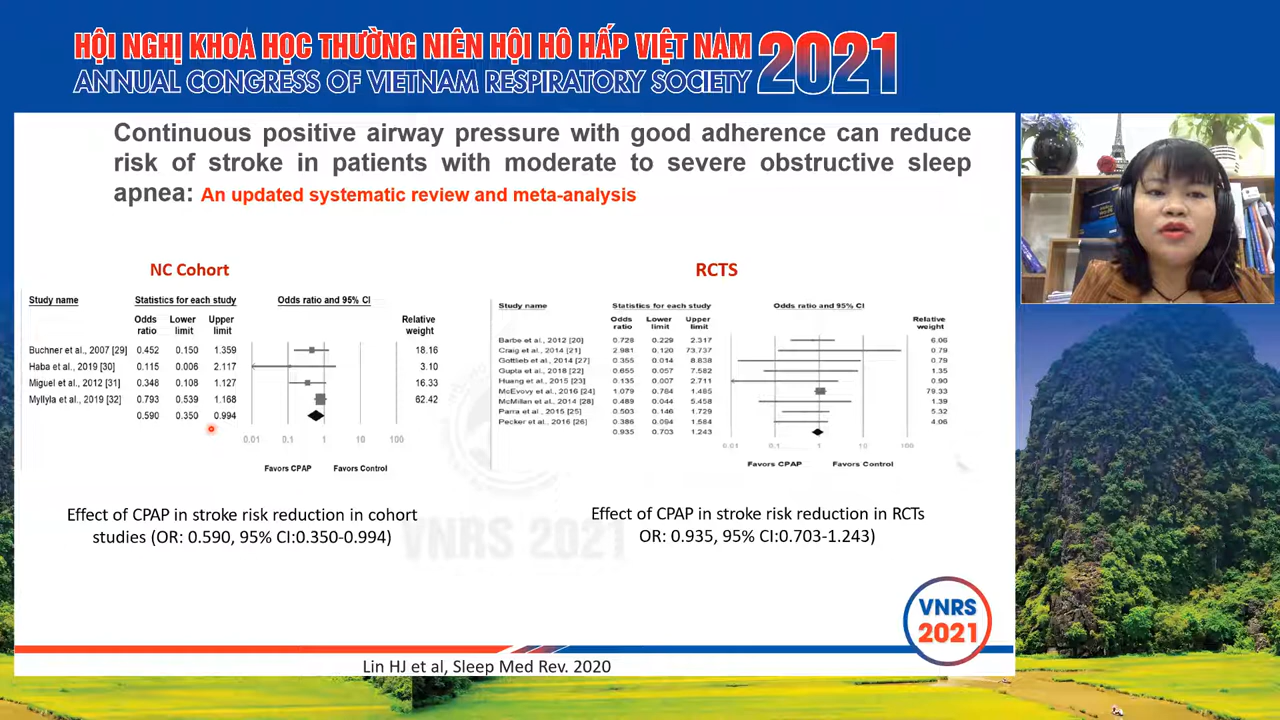 HỘI NGHỊ KHOA HỌC THƯỜNG NIÊN HỘI HÔ HẤP VIỆT NAM 2021
ANNUAL CONGRESS OF VIETNAM RESPIRATORY SOCIETY
Continuous positive airway pressure with good adherence can reduce
risk of stroke in patients with moderate to severe obstructive sleep
apnea: An updated systematic review and meta-analysis
NC Cohort
Study name Statistics for each study Odds ratio and 95% CI
Odds ratio Lower limit Upper limit Relative weight
Buchner et al., 2007 [29] 0.452 0.150 1.359 18.16
Haba et al., 2019 [30] 0.115 0.006 2.117 3.10
Miguel et al., 2012 [31] 0.348 0.108 1.127 16.33
Myllyla et al., 2019 [32] 0.793 0.539 1.168 62.42
0.590 0.350 0.994
0.01 0.1 1 10 100
Favors CPAP Favors Control
Effect of CPAP in stroke risk reduction in cohort
studies (OR: 0.590, 95% CI:0.350-0.994)
RCTS
Study name Statistics for each study Odds ratio and 95% CI
Odds ratio Lower limit Upper limit Relative weight
Barbe et al., 2012 [20] 0.728 0.229 2.317 6.06
Craig et al., 2014 [21] 2.981 0.120 73.737 0.79
Gottlieb et al., 2014 [27] 0.355 0.014 8.838 0.79
Gupta et al., 2018 [22] 0.655 0.057 7.582 1.35
Huang et al., 2015 [23] 0.135 0.007 2.711 0.90
McEvovy et al., 2016 [24] 1.079 0.784 1.485 79.33
McMillan et al., 2014 [28] 0.489 0.044 5.458 1.39
Parra et al., 2015 [25] 0.503 0.146 1.729 5.32
Pecker et al., 2016 [26] 0.386 0.094 1.584 4.06
0.935 0.703 1.243
0.01 0.1 1 10 100
Favors CPAP Favors Control
Effect of CPAP in stroke risk reduction in RCTs
OR: 0.935, 95% CI:0.703-1.243)
VNRS 2021
VNRS
2021
Lin HJ et al, Sleep Med Rev. 2020